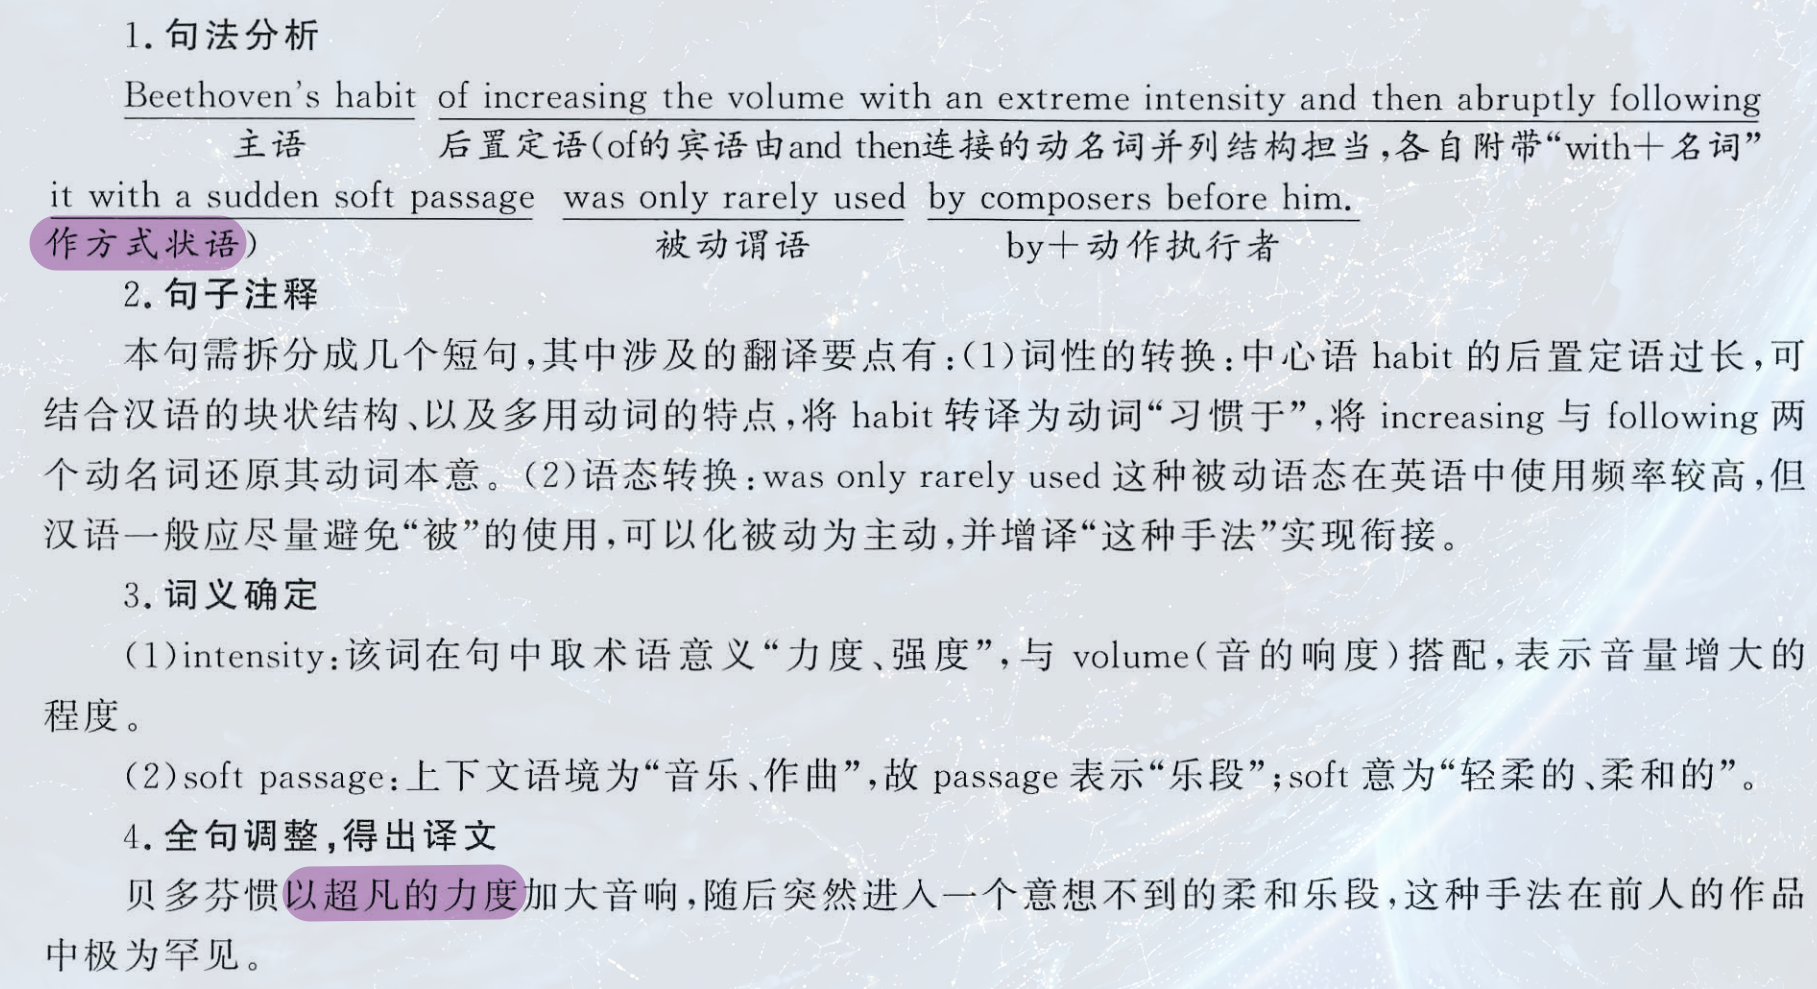 1. 句法分析
Beethoven's habit of increasing the volume with an extreme intensity and then abruptly following
主语 后置定语(of的宾语由and then连接的动名词并列结构担当,各自附带“with+名词”
it with a sudden soft passage was only rarely used by composers before him.
作方式状语) 被动谓语 by+动作执行者
2. 句子注释
本句需拆分成几个短句,其中涉及的翻译要点有:(1)词性的转换:中心语 habit 的后置定语过长,可
结合汉语的块状结构、以及多用动词的特点,将 habit 转译为动词“习惯于”,将 increasing 与 following 两
个动名词还原其动词本意。(2)语态转换:was only rarely used 这种被动语态在英语中使用频率较高,但
汉语一般应尽量避免“被”的使用,可以化被动为主动,并增译“这种手法”实现衔接。
3. 词义确定
(1)intensity:该词在句中取术语意义“力度、强度”,与 volume(音的响度)搭配,表示音量增大的
程度。
(2)soft passage:上下文语境为“音乐、作曲”,故 passage 表示“乐段”;soft 意为“轻柔的、柔和的”。
4. 全句调整,得出译文
贝多芬惯以超凡的力度加大音响,随后突然进入一个意想不到的柔和乐段,这种手法在前人的作品
中极为罕见。